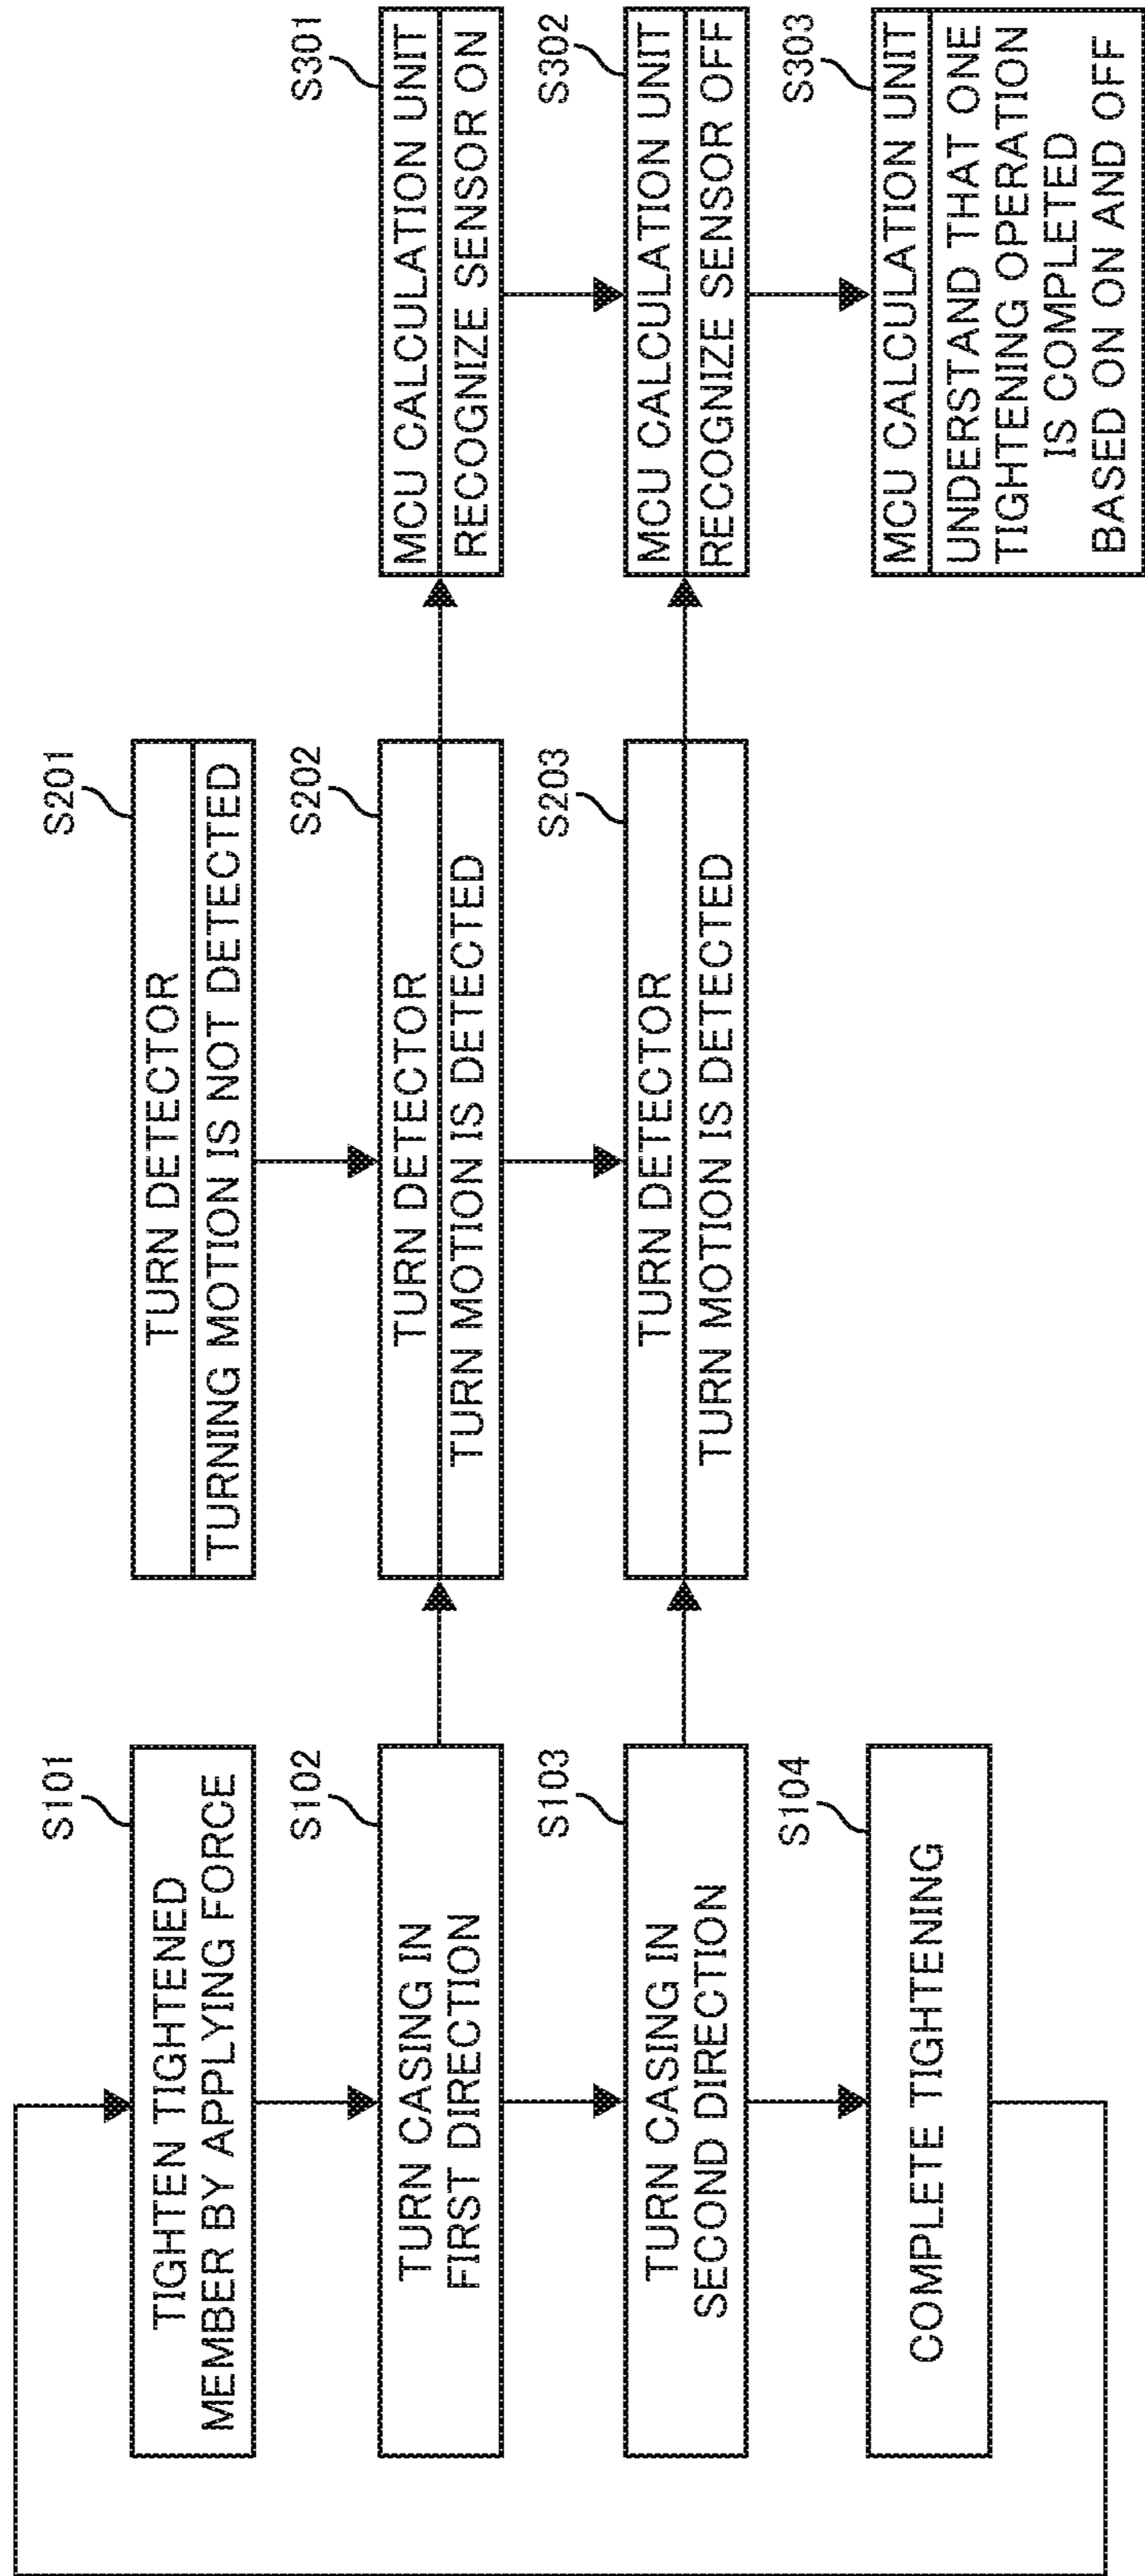 S101
TIGHTEN TIGHTENED
MEMBER BY APPLYING FORCE
S102
TURN CASING IN
FIRST DIRECTION
S103
TURN CASING IN
SECOND DIRECTION
S104
COMPLETE TIGHTENING
S201
TURN DETECTOR
TURNING MOTION IS NOT DETECTED
S202
TURN DETECTOR
TURN MOTION IS DETECTED
S203
TURN DETECTOR
TURN MOTION IS DETECTED
S301
MCU CALCULATION UNIT
RECOGNIZE SENSOR ON
S302
MCU CALCULATION UNIT
RECOGNIZE SENSOR OFF
S303
MCU CALCULATION UNIT
UNDERSTAND THAT ONE
TIGHTENING OPERATION
IS COMPLETED
BASED ON ON AND OFF